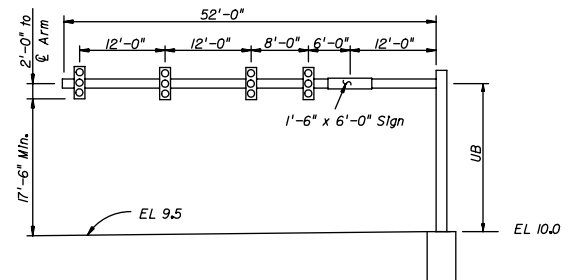 52'-0"
2'-0" to
℄ Arm
12'-0"
12'-0"
8'-0"
6'-0"
12'-0"
1'-6" x 6'-0" Sign
17'-6" Min.
UB
EL 9.5
EL 10.0